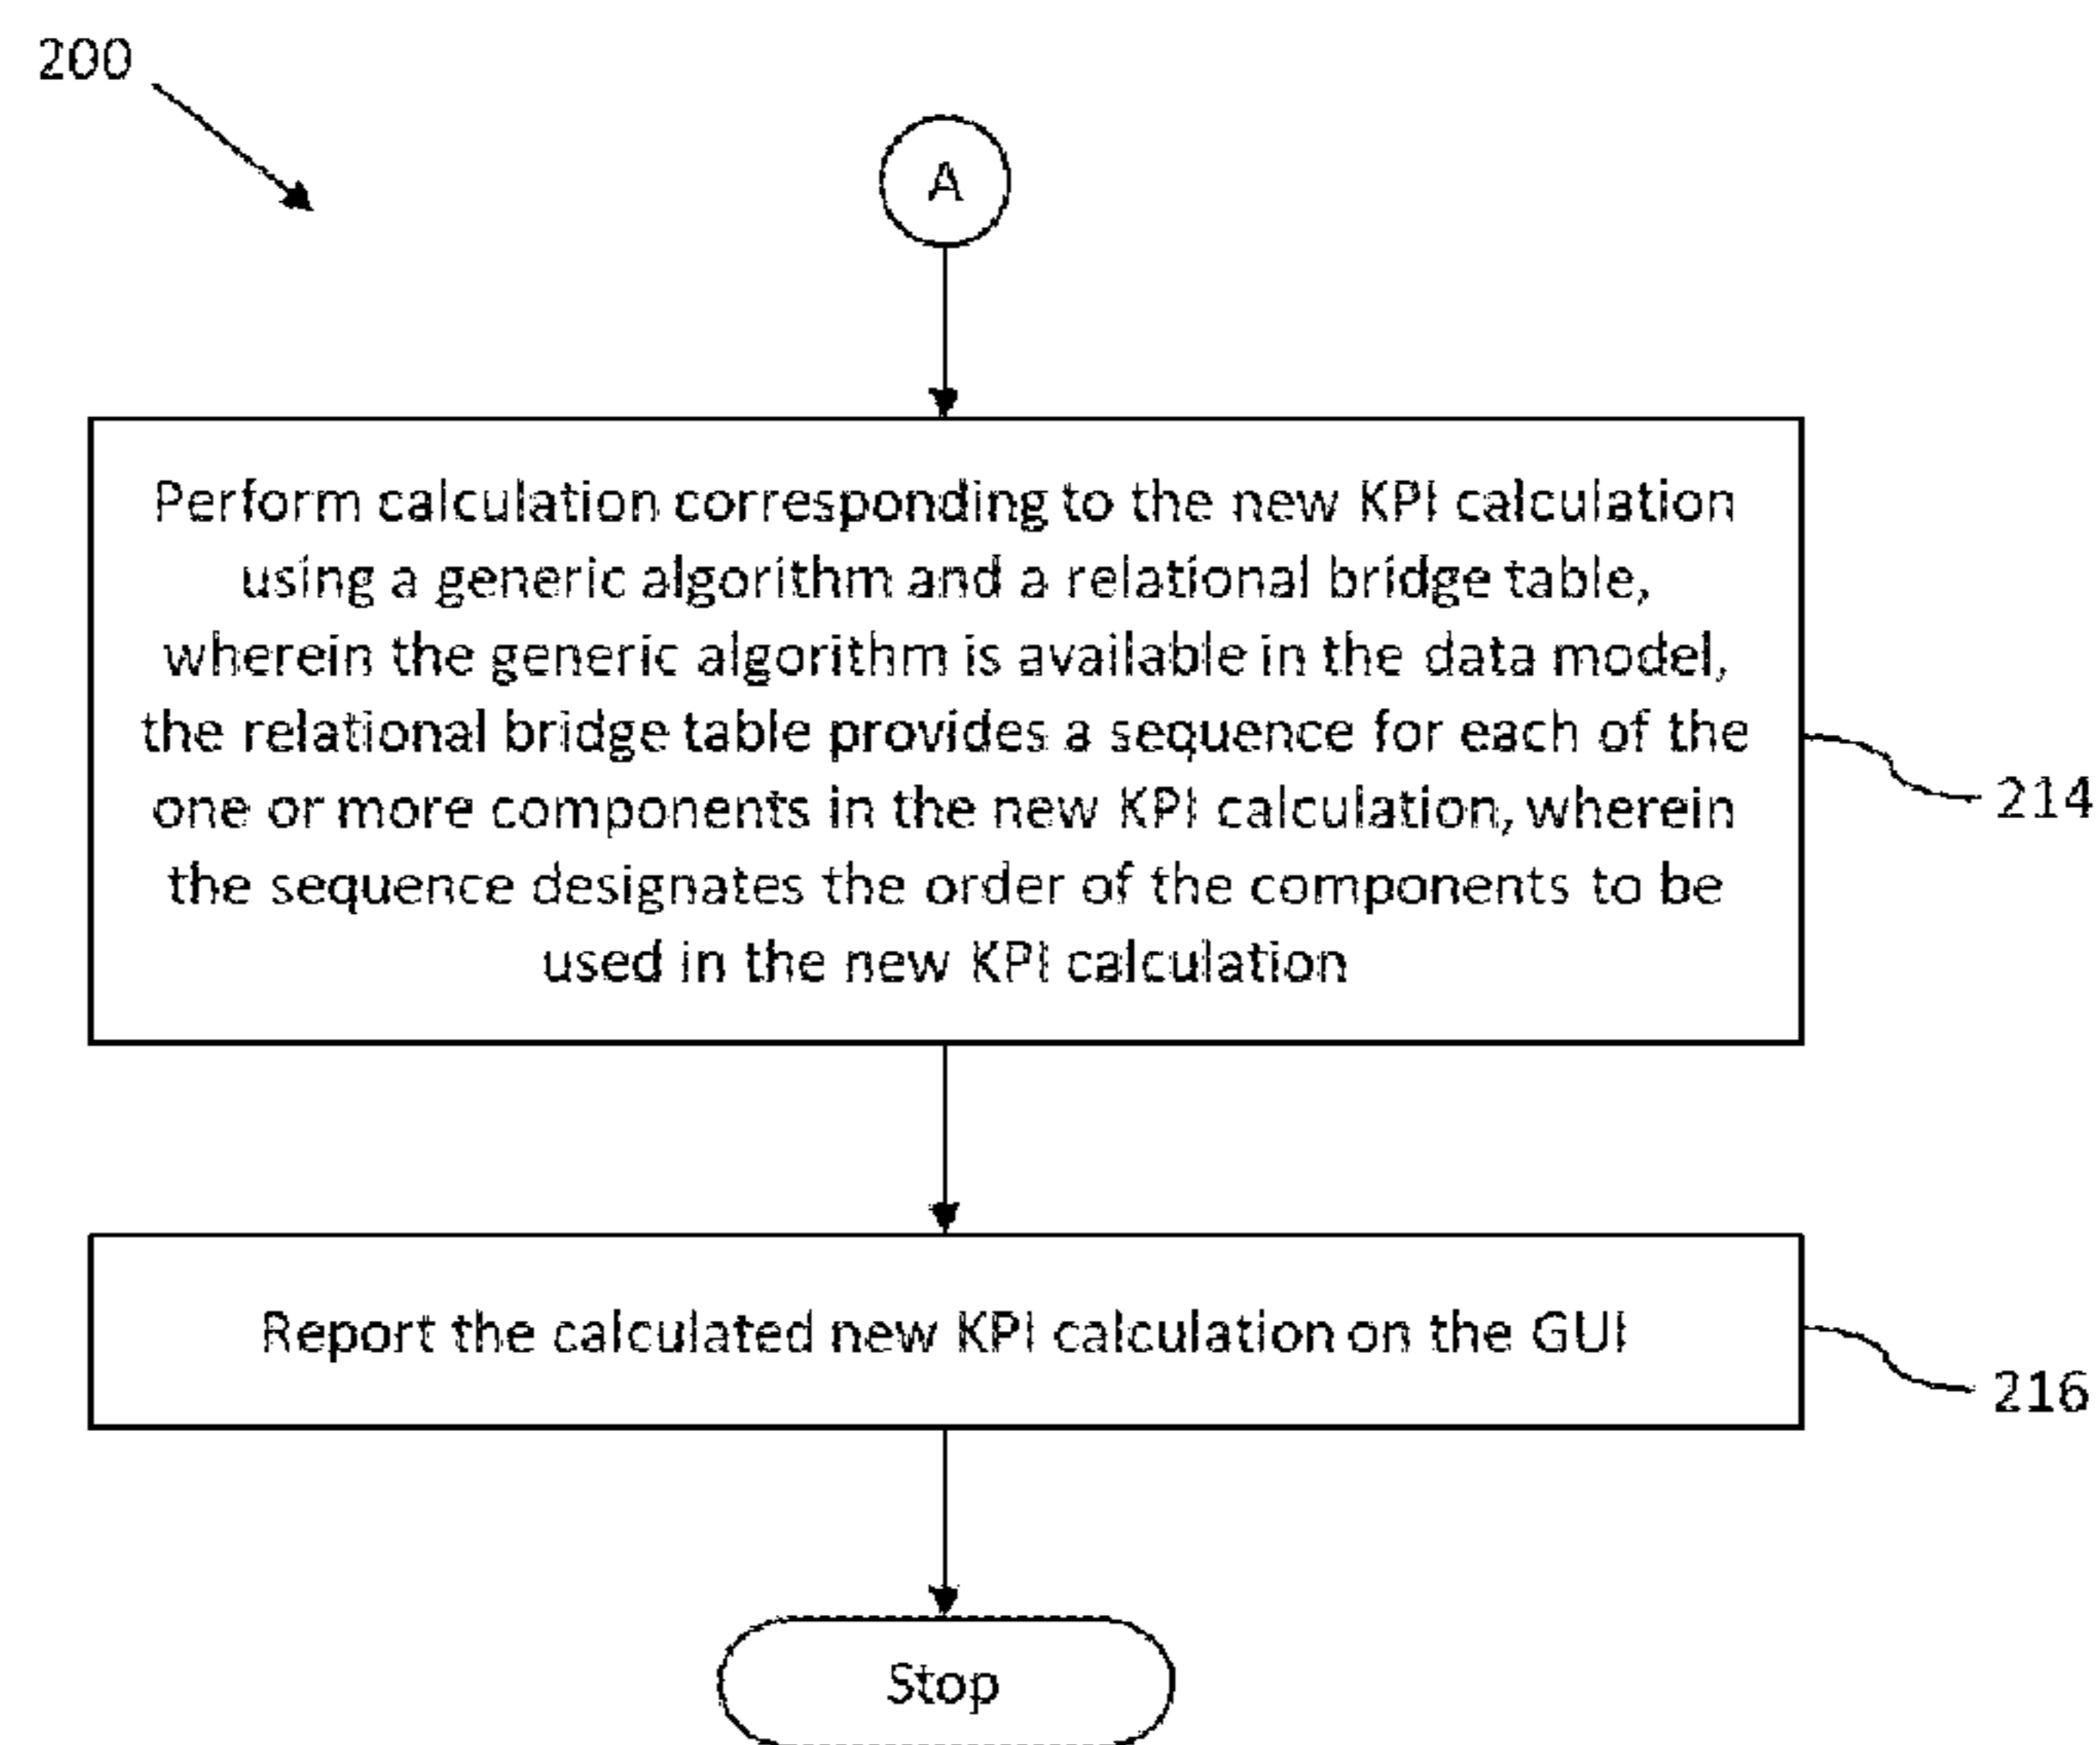 200
A
Perform calculation corresponding to the new KPI calculation
using a generic algorithm and a relational bridge table,
wherein the generic algorithm is available in the data model,
the relational bridge table provides a sequence for each of the
one or more components in the new KPI calculation, wherein
the sequence designates the order of the components to be
used in the new KPI calculation
214
Report the calculated new KPI calculation on the GUI
216
Stop